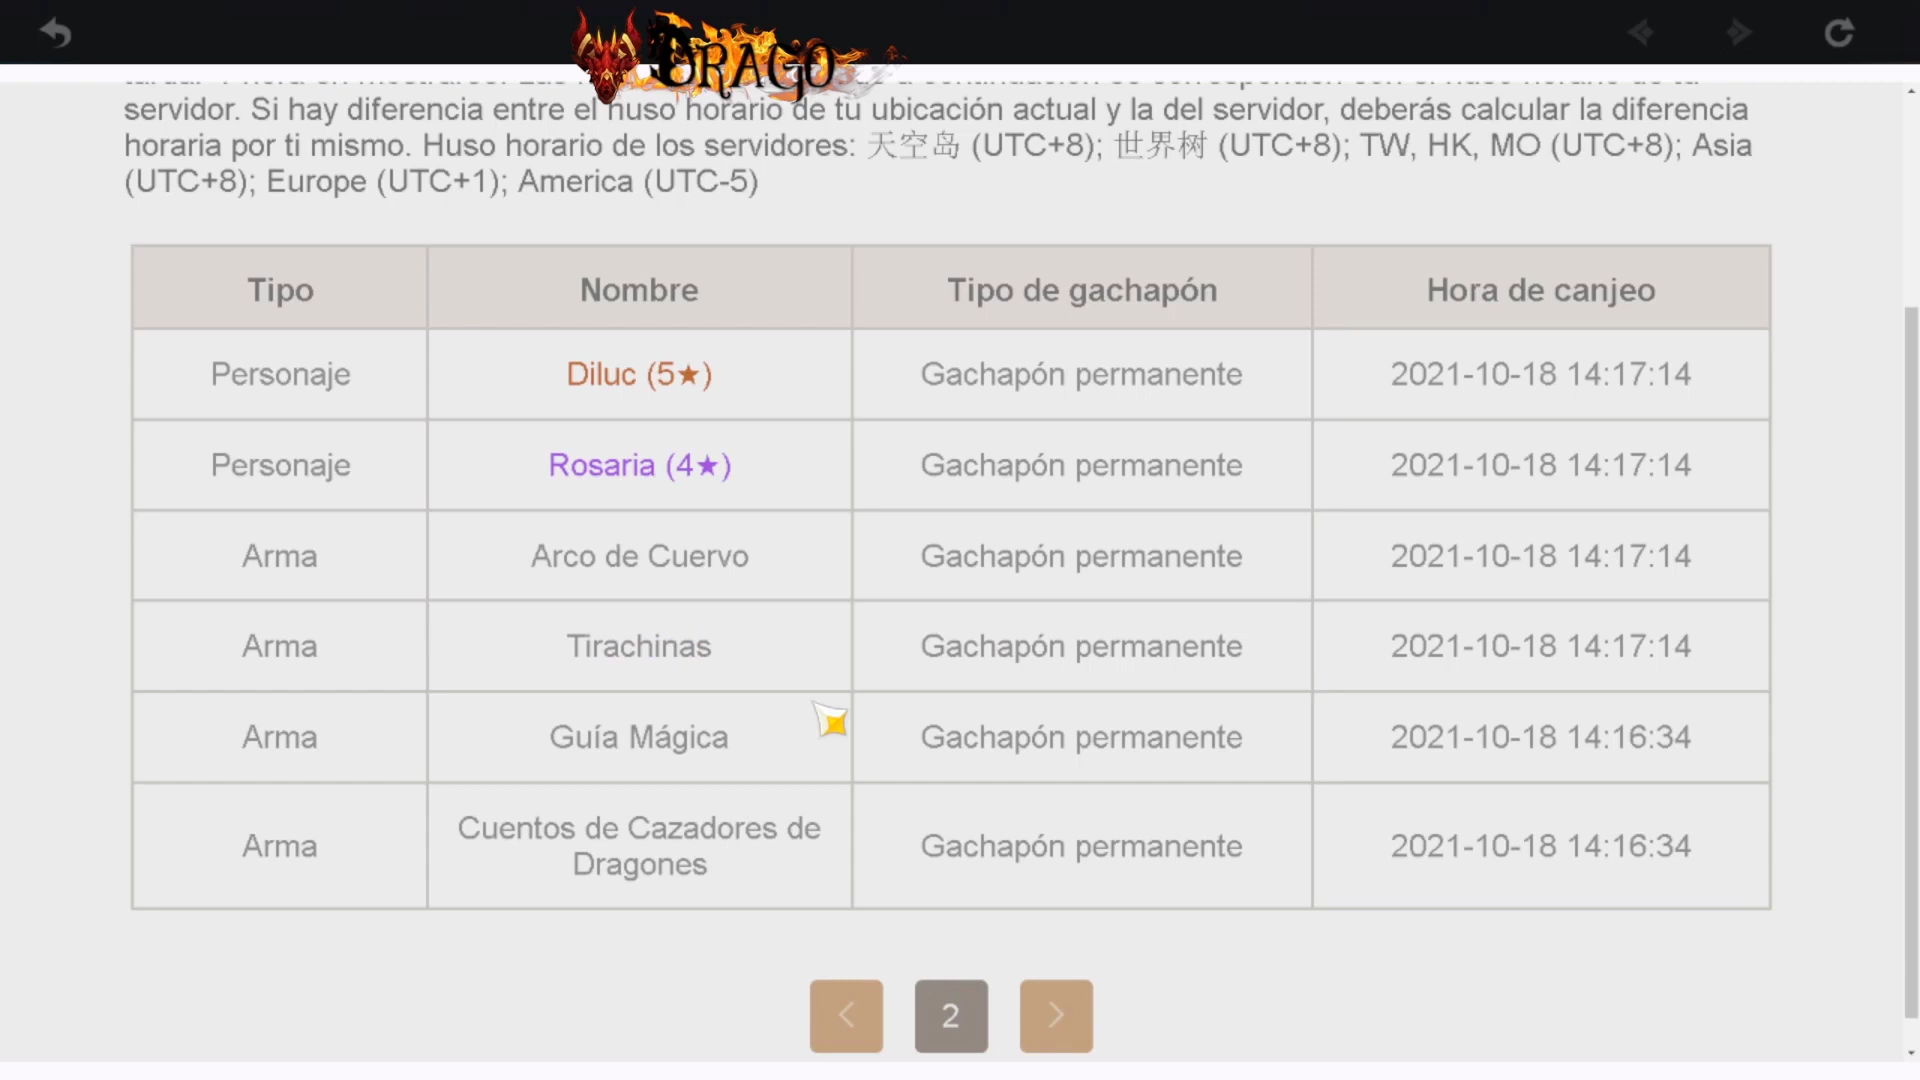 DRAGO
servidor. Si hay diferencia entre el huso horario de tu ubicación actual y la del servidor, deberás calcular la diferencia
horaria por ti mismo. Huso horario de los servidores: 天空岛 (UTC+8); 世界树 (UTC+8); TW, HK, MO (UTC+8); Asia
(UTC+8); Europe (UTC+1); America (UTC-5)
Tipo Nombre Tipo de gachapón Hora de canjeo
Personaje Diluc (5★) Gachapón permanente 2021-10-18 14:17:14
Personaje Rosaria (4★) Gachapón permanente 2021-10-18 14:17:14
Arma Arco de Cuervo Gachapón permanente 2021-10-18 14:17:14
Arma Tirachinas Gachapón permanente 2021-10-18 14:17:14
Arma Guía Mágica Gachapón permanente 2021-10-18 14:16:34
Arma Cuentos de Cazadores de Gachapón permanente 2021-10-18 14:16:34
Dragones
2